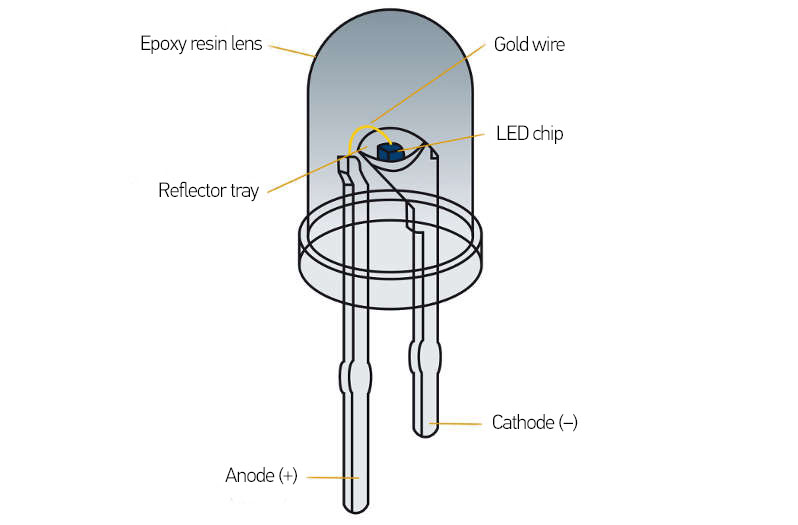 Epoxy resin lens
Gold wire
LED chip
Reflector tray
Cathode (–)
Anode (+)